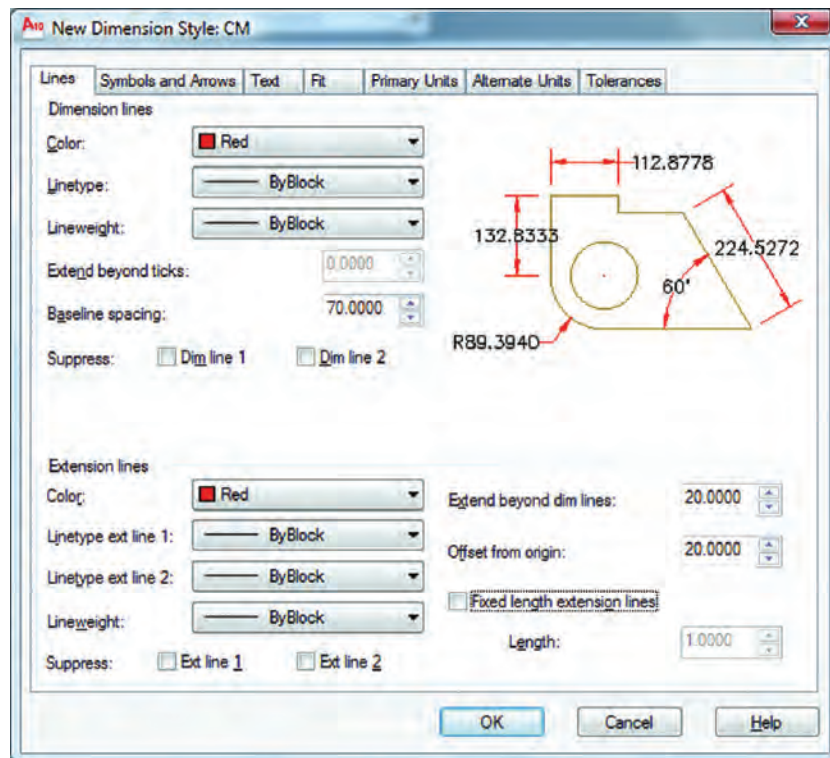 A10 New Dimension Style: CM
Lines Symbols and Arrows Text Fit Primary Units Alternate Units Tolerances
Dimension lines
Color: Red
Linetype: ByBlock
Lineweight: ByBlock
Extend beyond ticks: 0.0000
Baseline spacing: 70.0000
Suppress: Dim line 1 Dim line 2
112.8778
132.8333
224.5272
60°
R89.3940
Extension lines
Color: Red
Linetype ext line 1: ByBlock
Linetype ext line 2: ByBlock
Lineweight: ByBlock
Suppress: Ext line 1 Ext line 2
Extend beyond dim lines: 20.0000
Offset from origin: 20.0000
Fixed length extension lines
Length: 1.0000
OK Cancel Help